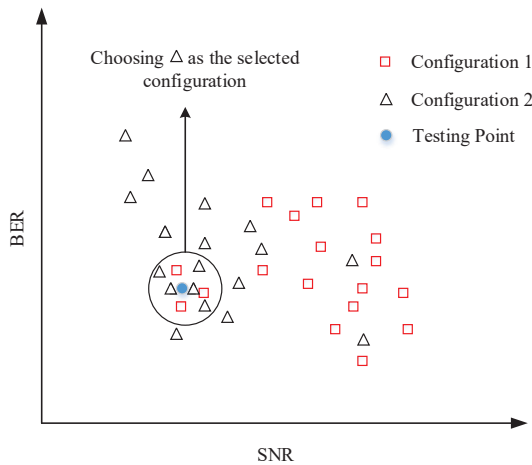 Choosing △ as the selected
configuration
Configuration 1
Configuration 2
Testing Point
BER
SNR